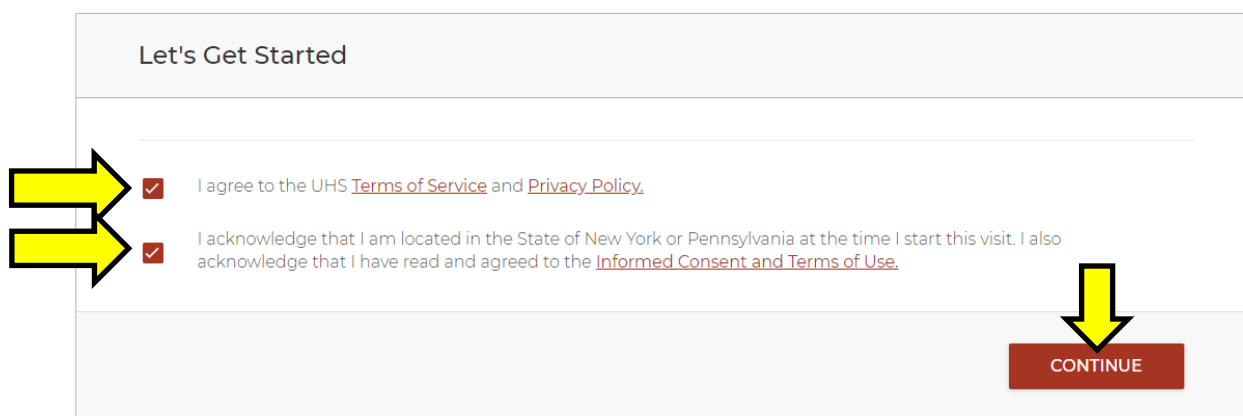 Let's Get Started
I agree to the UHS Terms of Service and Privacy Policy.
I acknowledge that I am located in the State of New York or Pennsylvania at the time I start this visit. I also
acknowledge that I have read and agreed to the Informed Consent and Terms of Use.
CONTINUE